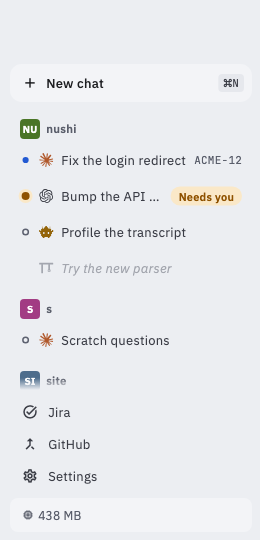 New chat ⌘N
NU nushi
Fix the login redirect ACME-12
Bump the API ... Needs you
Profile the transcript
Try the new parser
S s
Scratch questions
SI site
Jira
GitHub
Settings
438 MB